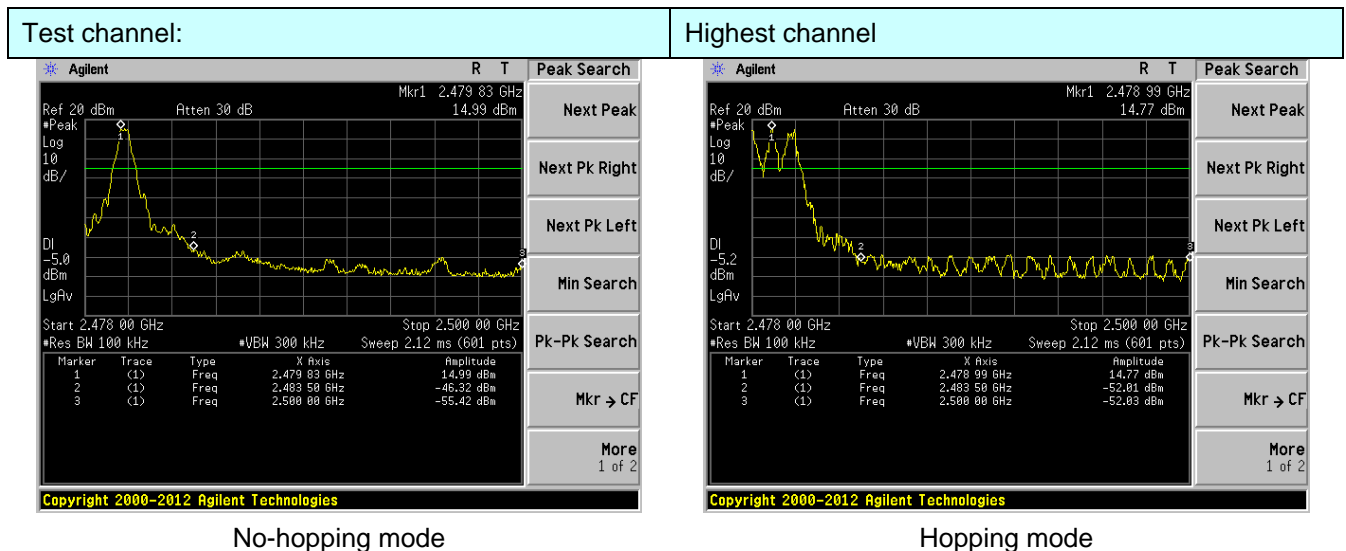 Test channel:
Highest channel
Agilent R T Peak Search
Mkr1 2.479 83 GHz
Ref 20 dBm Atten 30 dB 14.99 dBm
#Peak
Log
10
dB/
1
2
3
DI
-5.0
dBm
LgAv
Start 2.478 00 GHz Stop 2.500 00 GHz
#Res BW 100 kHz #VBW 300 kHz Sweep 2.12 ms (601 pts)
Marker Trace Type X Axis Amplitude
1 (1) Freq 2.479 83 GHz 14.99 dBm
2 (1) Freq 2.483 50 GHz -46.32 dBm
3 (1) Freq 2.500 00 GHz -55.42 dBm
Next Peak
Next Pk Right
Next Pk Left
Min Search
Pk-Pk Search
Mkr → CF
More
1 of 2
Copyright 2000-2012 Agilent Technologies
No-hopping mode
Agilent R T Peak Search
Mkr1 2.478 99 GHz
Ref 20 dBm Atten 30 dB 14.77 dBm
#Peak
Log
10
dB/
1
2
3
DI
-5.2
dBm
LgAv
Start 2.478 00 GHz Stop 2.500 00 GHz
#Res BW 100 kHz #VBW 300 kHz Sweep 2.12 ms (601 pts)
Marker Trace Type X Axis Amplitude
1 (1) Freq 2.478 99 GHz 14.77 dBm
2 (1) Freq 2.483 50 GHz -52.01 dBm
3 (1) Freq 2.500 00 GHz -52.03 dBm
Next Peak
Next Pk Right
Next Pk Left
Min Search
Pk-Pk Search
Mkr → CF
More
1 of 2
Copyright 2000-2012 Agilent Technologies
Hopping mode